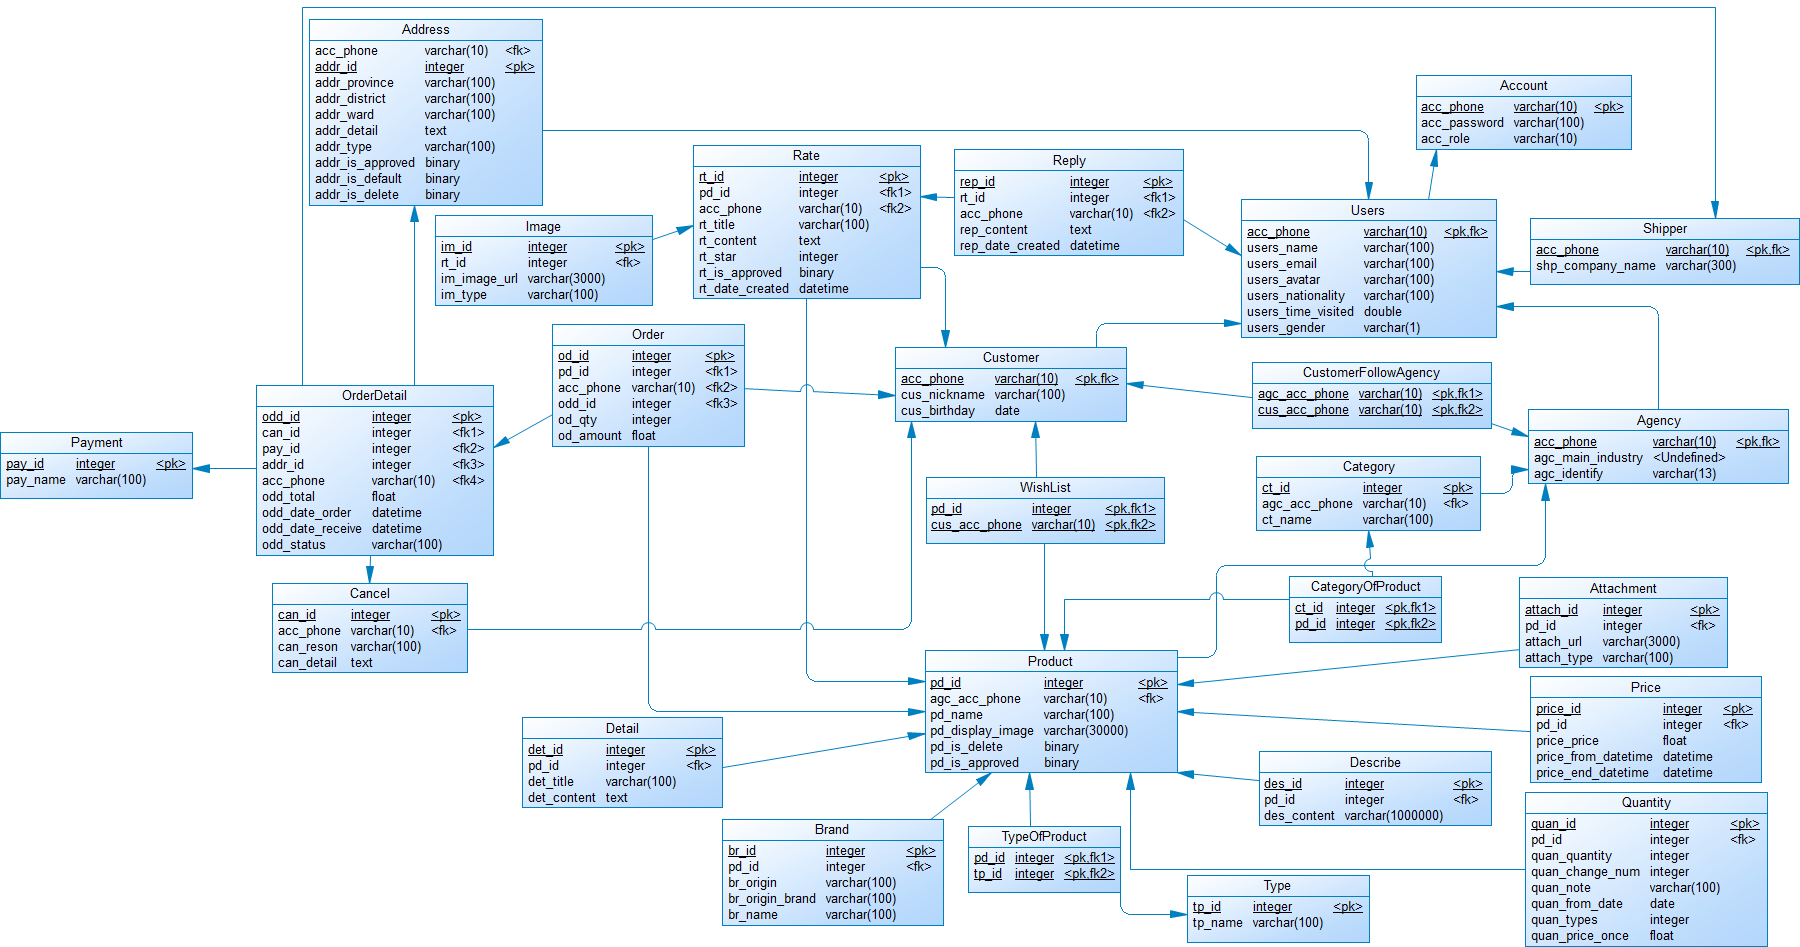 Address
acc_phone varchar(10) <fk>
addr_id integer <pk>
addr_province varchar(100)
addr_district varchar(100)
addr_ward varchar(100)
addr_detail text
addr_type varchar(100)
addr_is_approved binary
addr_is_default binary
addr_is_delete binary
Account
acc_phone varchar(10) <pk>
acc_password varchar(100)
acc_role varchar(10)
Rate
rt_id integer <pk>
pd_id integer <fk1>
acc_phone varchar(10) <fk2>
rt_title varchar(100)
rt_content text
rt_star integer
rt_is_approved binary
rt_date_created datetime
Reply
rep_id integer <pk>
rt_id integer <fk1>
acc_phone varchar(10) <fk2>
rep_content text
rep_date_created datetime
Users
acc_phone varchar(10) <pk,fk>
users_name varchar(100)
users_email varchar(100)
users_avatar varchar(100)
users_nationality varchar(100)
users_time_visited double
users_gender varchar(1)
Shipper
acc_phone varchar(10) <pk,fk>
shp_company_name varchar(300)
Image
im_id integer <pk>
rt_id integer <fk>
im_image_url varchar(3000)
im_type varchar(100)
Order
od_id integer <pk>
pd_id integer <fk1>
acc_phone varchar(10) <fk2>
odd_id integer <fk3>
od_qty integer
od_amount float
Customer
acc_phone varchar(10) <pk,fk>
cus_nickname varchar(100)
cus_birthday date
CustomerFollowAgency
agc_acc_phone varchar(10) <pk,fk1>
cus_acc_phone varchar(10) <pk,fk2>
OrderDetail
odd_id integer <pk>
can_id integer <fk1>
pay_id integer <fk2>
addr_id integer <fk3>
acc_phone varchar(10) <fk4>
odd_total float
odd_date_order datetime
odd_date_receive datetime
odd_status varchar(100)
Agency
acc_phone varchar(10) <pk,fk>
agc_main_industry <Undefined>
agc_identify varchar(13)
Payment
pay_id integer <pk>
pay_name varchar(100)
Category
ct_id integer <pk>
agc_acc_phone varchar(10) <fk>
ct_name varchar(100)
WishList
pd_id integer <pk,fk1>
cus_acc_phone varchar(10) <pk,fk2>
Cancel
can_id integer <pk>
acc_phone varchar(10) <fk>
can_reson varchar(100)
can_detail text
CategoryOfProduct
ct_id integer <pk,fk1>
pd_id integer <pk,fk2>
Attachment
attach_id integer <pk>
pd_id integer <fk>
attach_url varchar(3000)
attach_type varchar(100)
Product
pd_id integer <pk>
agc_acc_phone varchar(10) <fk>
pd_name varchar(100)
pd_display_image varchar(30000)
pd_is_delete binary
pd_is_approved binary
Price
price_id integer <pk>
pd_id integer <fk>
price_price float
price_from_datetime datetime
price_end_datetime datetime
Detail
det_id integer <pk>
pd_id integer <fk>
det_title varchar(100)
det_content text
Describe
des_id integer <pk>
pd_id integer <fk>
des_content varchar(1000000)
Quantity
quan_id integer <pk>
pd_id integer <fk>
quan_quantity integer
quan_change_num integer
quan_note varchar(100)
quan_from_date date
quan_types integer
quan_price_once float
Brand
br_id integer <pk>
pd_id integer <fk>
br_origin varchar(100)
br_origin_brand varchar(100)
br_name varchar(100)
TypeOfProduct
pd_id integer <pk,fk1>
tp_id integer <pk,fk2>
Type
tp_id integer <pk>
tp_name varchar(100)